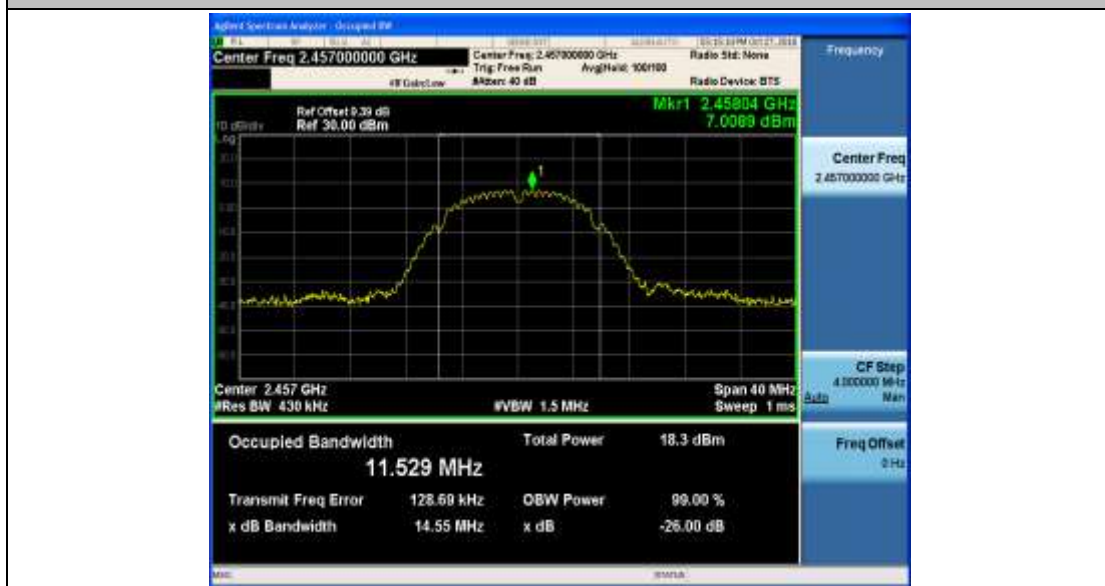 Agilent Spectrum Analyzer - Occupied BW
Center Freq 2.457000000 GHz
Center Freq: 2.457000000 GHz
Radio Std: None
Trig: Free Run
Avg|Hold: 100/100
#IFGain:Low
#Atten: 40 dB
Radio Device: BTS
Frequency
Ref Offset 9.39 dB
Mkr1 2.45804 GHz
10 dB/div
Ref 30.00 dBm
7.0089 dBm
Log
1
Center Freq
2.457000000 GHz
Center 2.457 GHz
Span 40 MHz
#Res BW 430 kHz
#VBW 1.5 MHz
Sweep 1 ms
CF Step
4.000000 MHz
Auto
Man
Occupied Bandwidth
Total Power
18.3 dBm
11.529 MHz
Freq Offset
0 Hz
Transmit Freq Error
128.69 kHz
OBW Power
99.00 %
x dB Bandwidth
14.55 MHz
x dB
-26.00 dB
MSG
STATUS